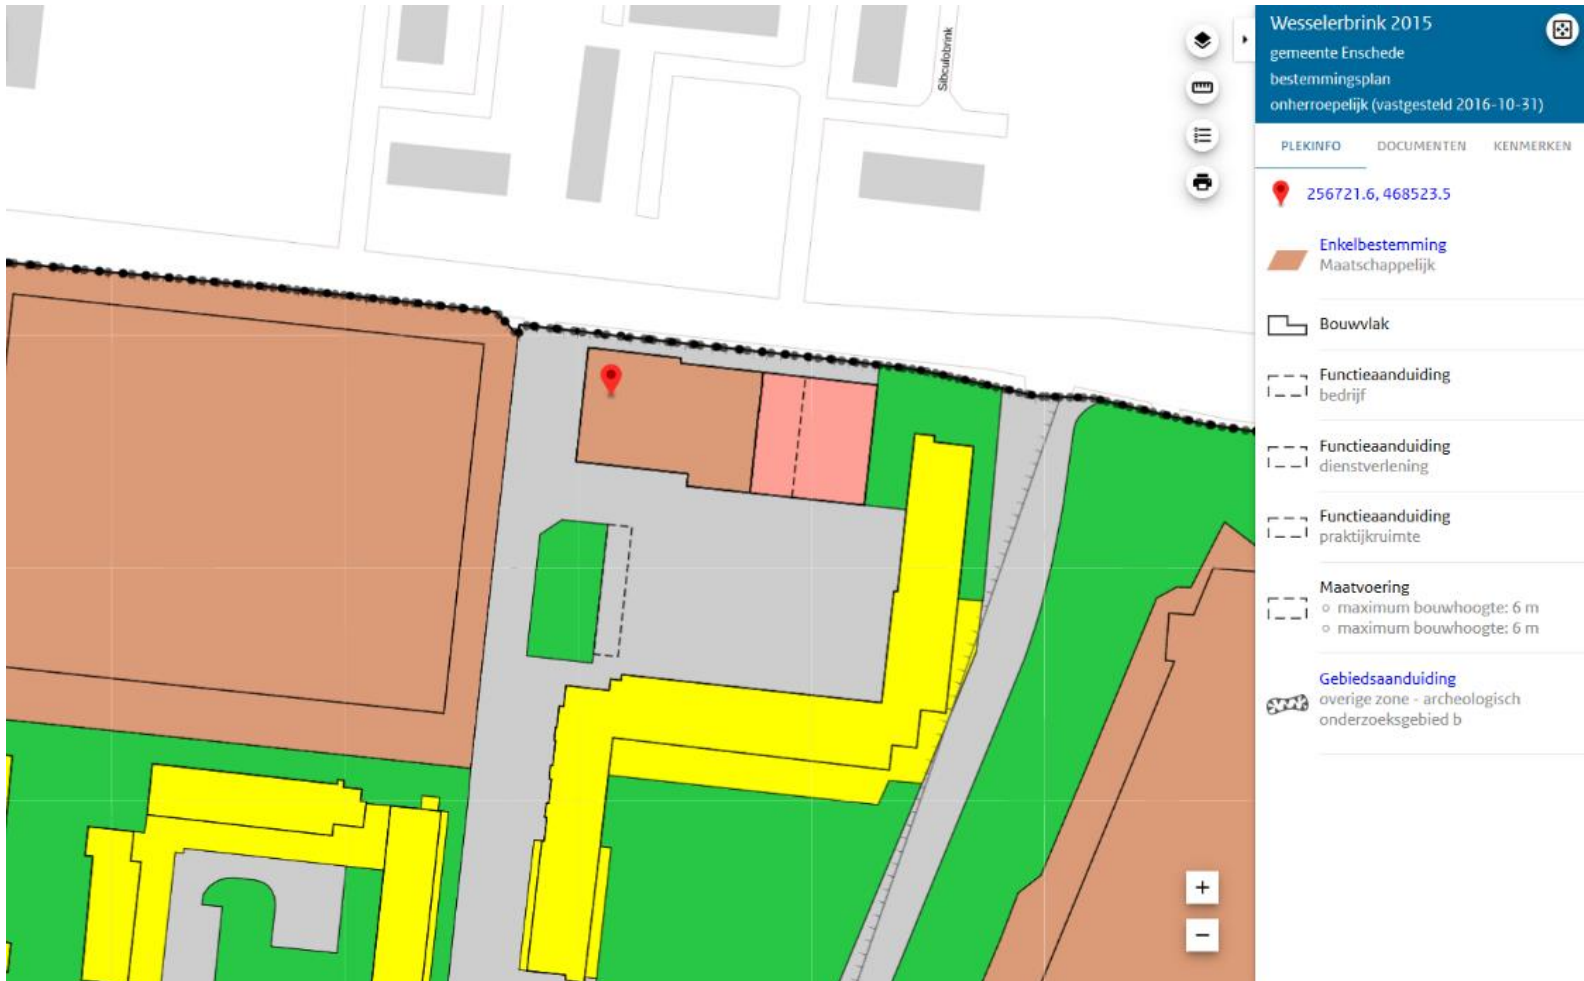 Sibculobrink
Wesselerbrink 2015
gemeente Enschede
bestemmingsplan
onherroepelijk (vastgesteld 2016-10-31)
PLEKINFO DOCUMENTEN KENMERKEN
256721.6, 468523.5
Enkelbestemming
Maatschappelijk
Bouwvlak
Functieaanduiding
bedrijf
Functieaanduiding
dienstverlening
Functieaanduiding
praktijkruimte
Maatvoering
maximum bouwhoogte: 6 m
maximum bouwhoogte: 6 m
Gebiedsaanduiding
overige zone - archeologisch
onderzoeksgebied b
+
−